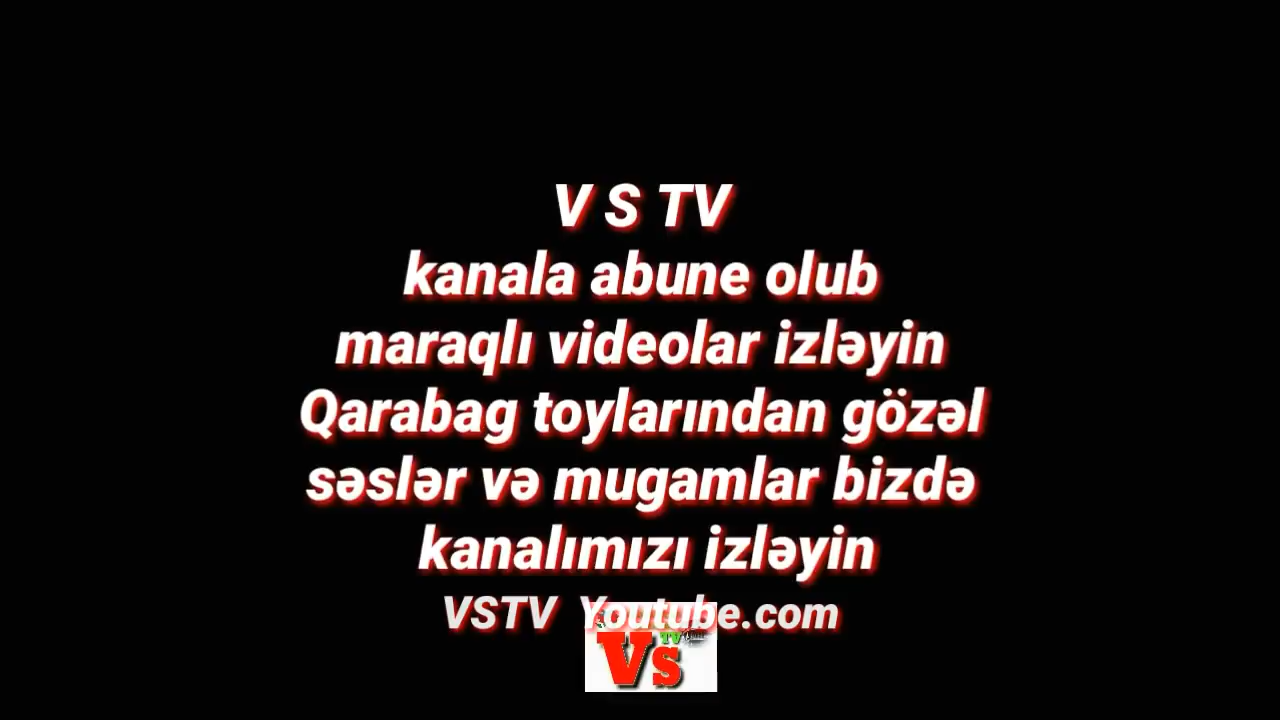 V S TV
kanala abune olub
maraqlı videolar izləyin
Qarabag toylarından gözəl
səslər və mugamlar bizdə
kanalımızı izləyin
VSTV Youtube.com
Vs TV